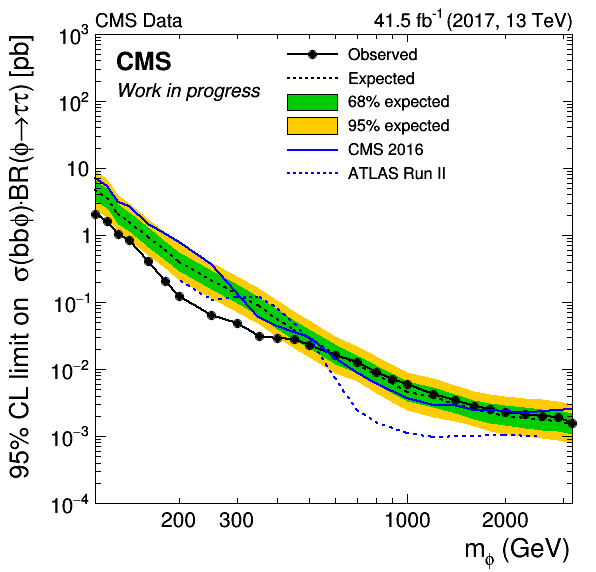 CMS Data
41.5 fb⁻¹ (2017, 13 TeV)
95% CL limit on σ(bbϕ)·BR(ϕ→ττ) [pb]
10³
10²
10
1
10⁻¹
10⁻²
10⁻³
10⁻⁴
CMS
Work in progress
Observed
Expected
68% expected
95% expected
CMS 2016
ATLAS Run II
200
300
1000
2000
m_ϕ (GeV)